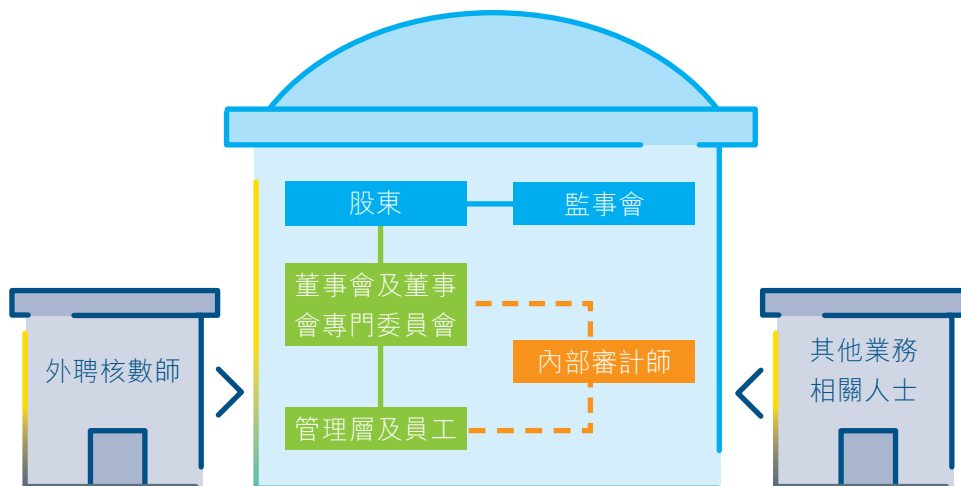 股東
監事會
董事會及董事
會專門委員會
內部審計師
管理層及員工
外聘核數師
其他業務
相關人士